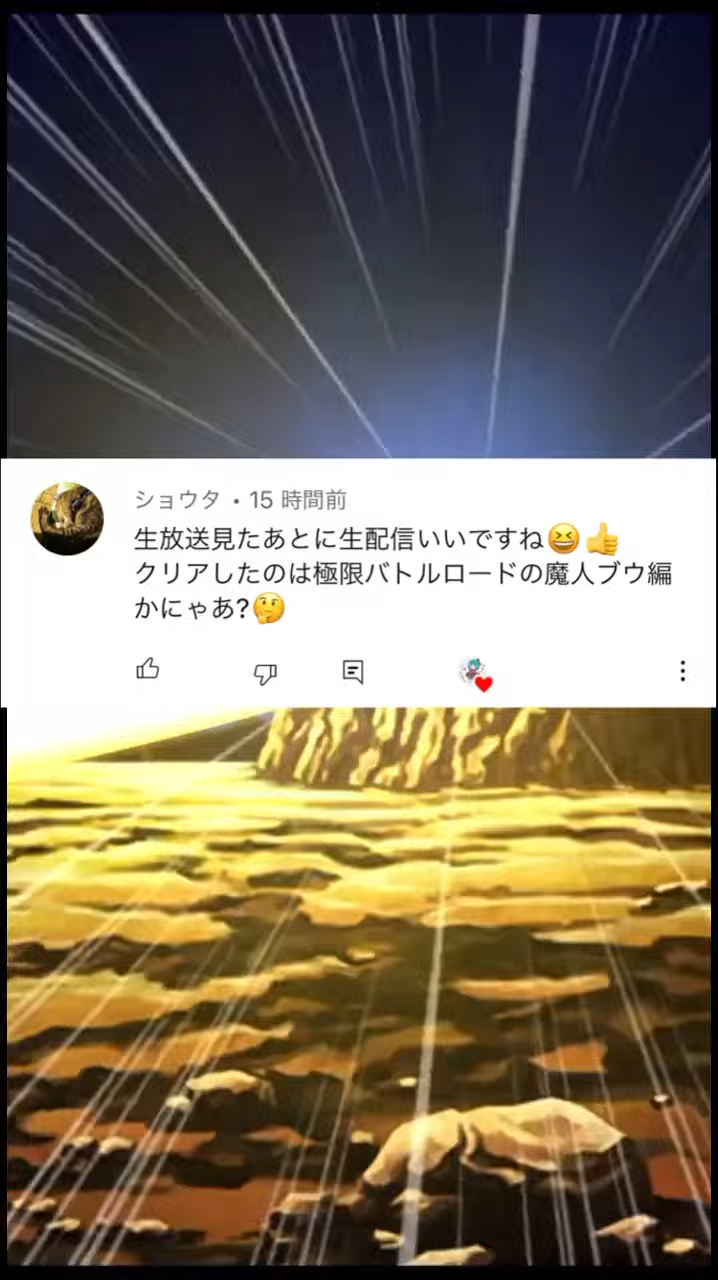 ショウタ • 15 時間前
生放送見たあとに生配信いいですね😆👍
クリアしたのは極限バトルロードの魔人ブウ編
かにゃあ?🤔